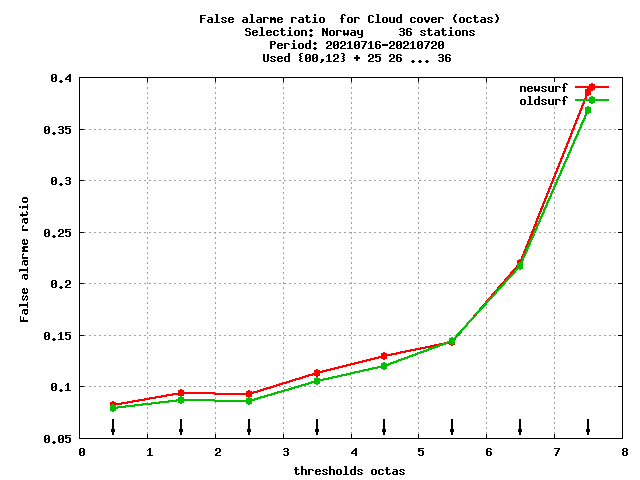 False alarme ratio  for Cloud cover (octas)
Selection: Norway     36 stations
Period: 20210716-20210720
Used {00,12} + 25 26 ... 36
newsurf
oldsurf
0.4
0.35
0.3
0.25
0.2
0.15
0.1
0.05
False alarme ratio
0 1 2 3 4 5 6 7 8
thresholds octas